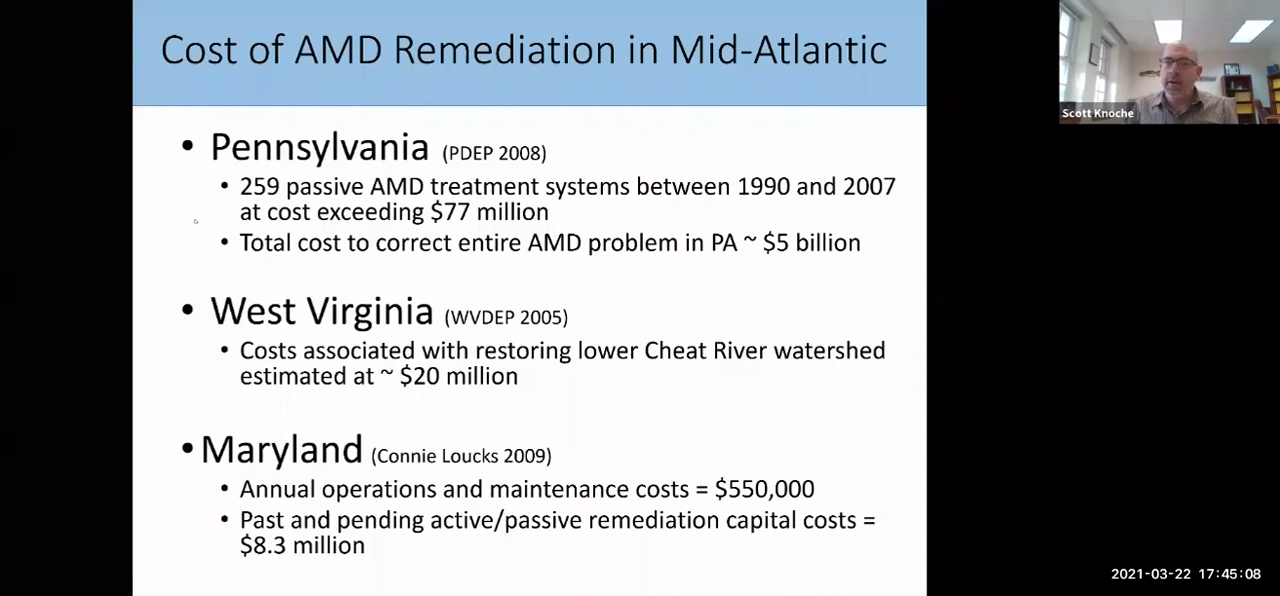 Cost of AMD Remediation in Mid-Atlantic
• Pennsylvania (PDEP 2008)
• 259 passive AMD treatment systems between 1990 and 2007
at cost exceeding $77 million
• Total cost to correct entire AMD problem in PA ~ $5 billion
• West Virginia (WVDEP 2005)
• Costs associated with restoring lower Cheat River watershed
estimated at ~ $20 million
• Maryland (Connie Loucks 2009)
• Annual operations and maintenance costs = $550,000
• Past and pending active/passive remediation capital costs =
$8.3 million
Scott Knoche
2021-03-22 17:45:08